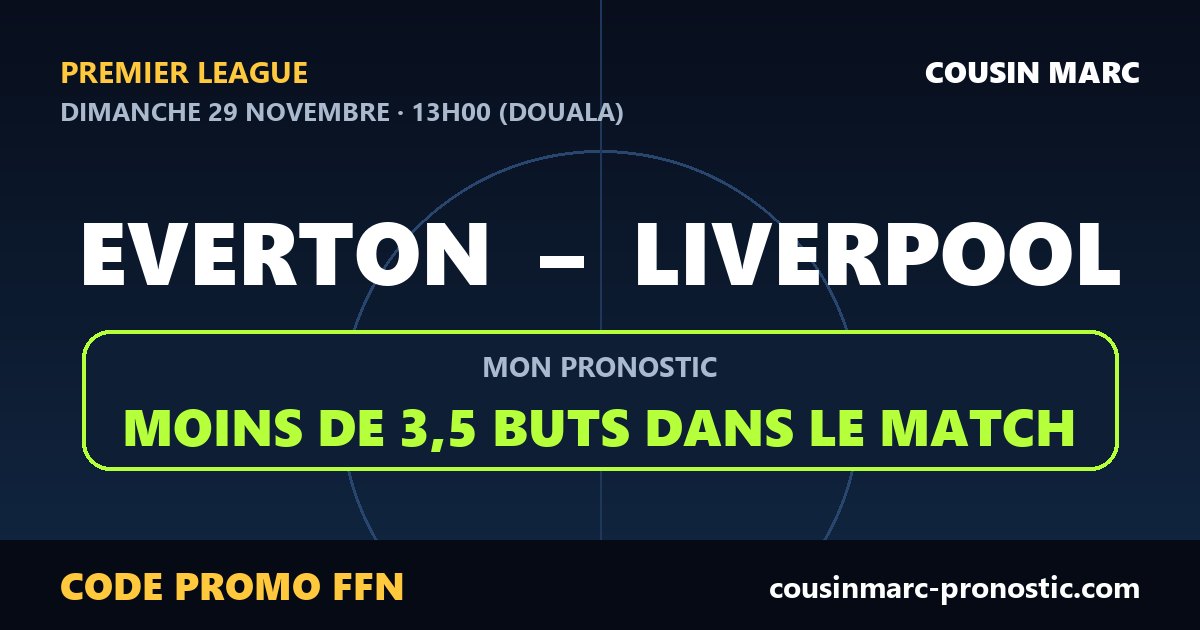 PREMIER LEAGUE
COUSIN MARC
DIMANCHE 29 NOVEMBRE · 13H00 (DOUALA)
EVERTON – LIVERPOOL
MON PRONOSTIC
MOINS DE 3,5 BUTS DANS LE MATCH
CODE PROMO FFN
cousinmarc-pronostic.com